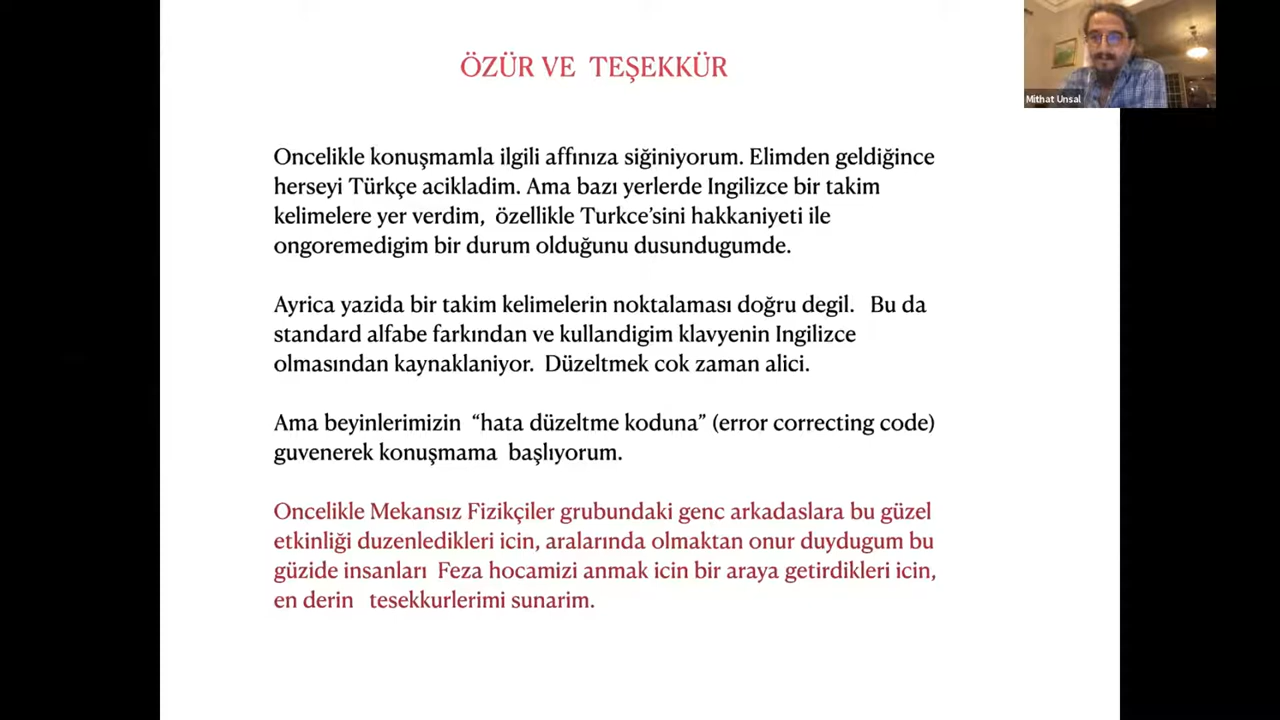 ÖZÜR VE TEŞEKKÜR
Mithat Unsal
Oncelikle konuşmamla ilgili affınıza siğiniyorum. Elimden geldiğince
herseyi Türkçe acikladim. Ama bazı yerlerde Ingilizce bir takim
kelimelere yer verdim, özellikle Turkce’sini hakkaniyeti ile
ongoremedigim bir durum olduğunu dusundugumde.
Ayrica yazida bir takim kelimelerin noktalaması doğru degil. Bu da
standard alfabe farkından ve kullandigim klavyenin Ingilizce
olmasından kaynaklaniyor. Düzeltmek cok zaman alici.
Ama beyinlerimizin “hata düzeltme koduna” (error correcting code)
guvenerek konuşmama başlıyorum.
Oncelikle Mekansız Fizikçiler grubundaki genc arkadaslara bu güzel
etkinliği duzenledikleri icin, aralarında olmaktan onur duydugum bu
güzide insanları Feza hocamizi anmak icin bir araya getirdikleri icin,
en derin tesekkurlerimi sunarim.